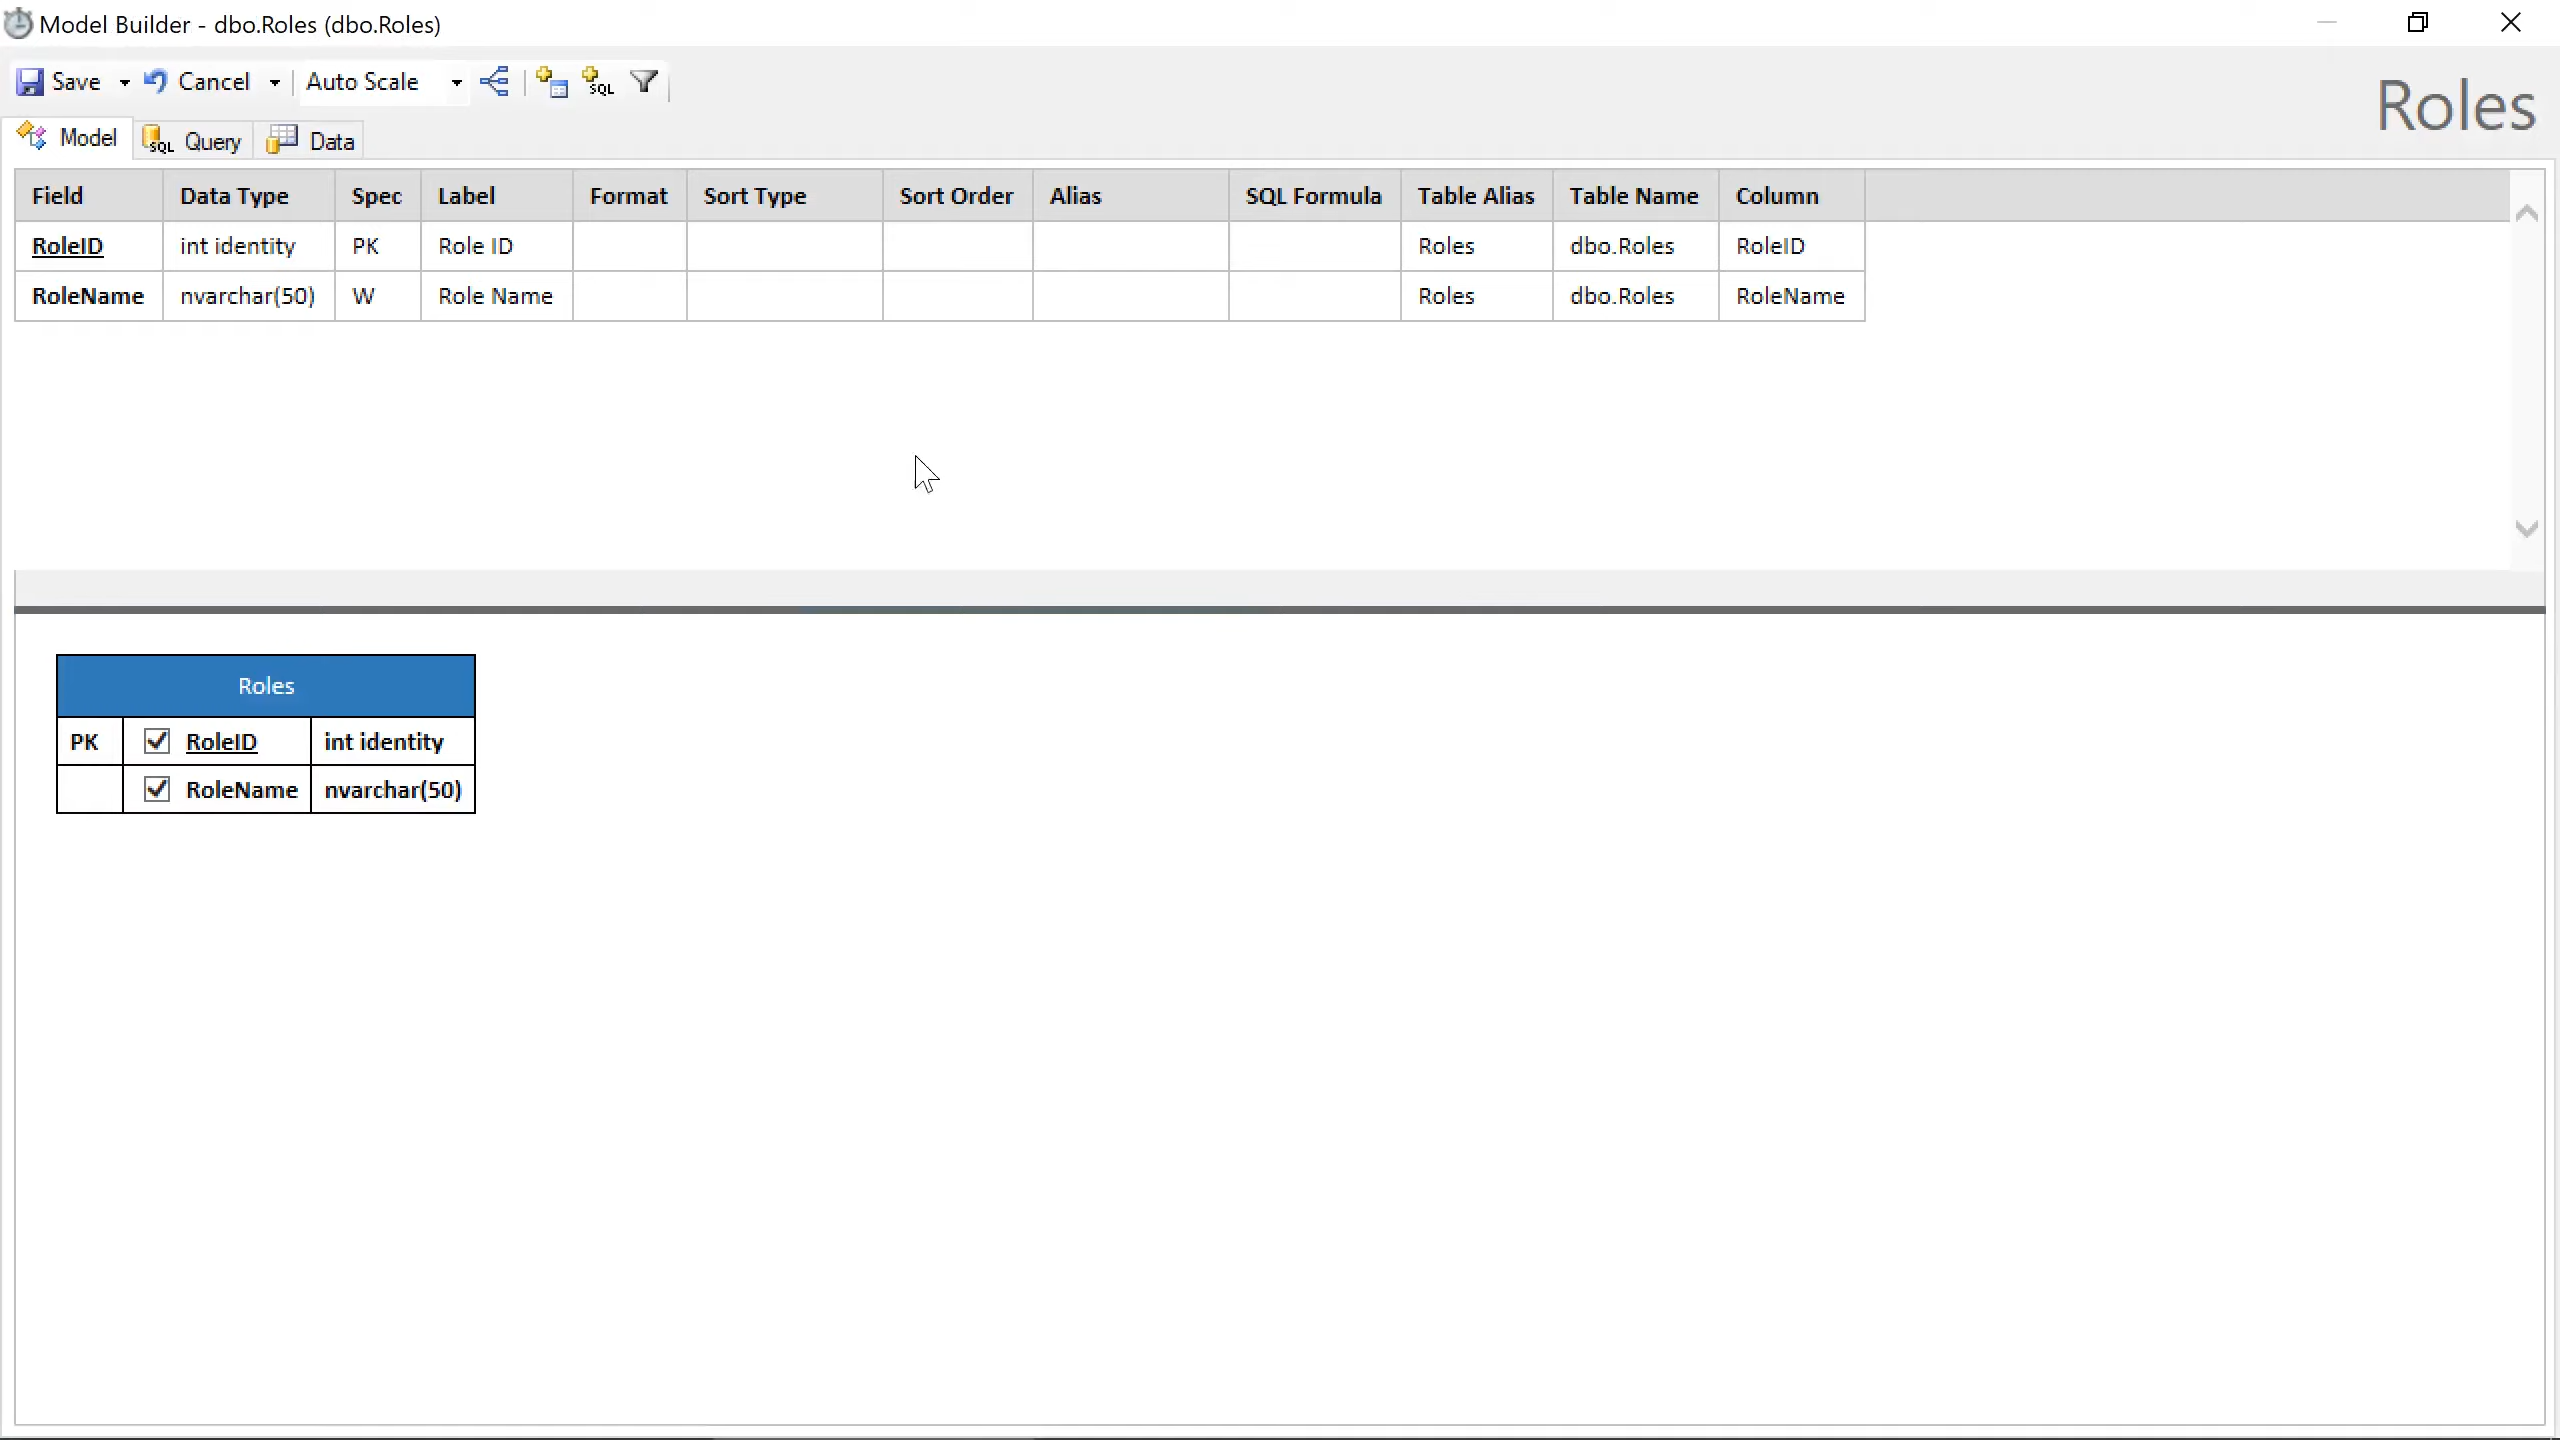 Model Builder - dbo.Roles (dbo.Roles)
Save Cancel Auto Scale SQL
Roles
Model SQL Query Data
Field Data Type Spec Label Format Sort Type Sort Order Alias SQL Formula Table Alias Table Name Column
RoleID int identity PK Role ID Roles dbo.Roles RoleID
RoleName nvarchar(50) W Role Name Roles dbo.Roles RoleName
Roles
PK RoleID int identity
RoleName nvarchar(50)